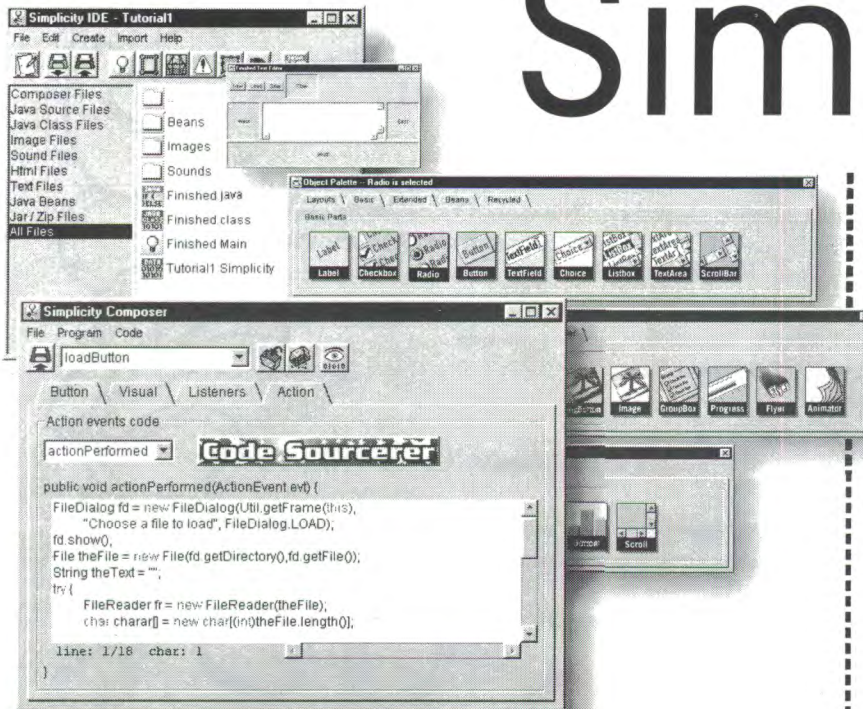 Sim
Simplicity IDE - Tutorial1
File Edit Create Import Help
Composer Files
Java Source Files
Java Class Files
Image Files
Sound Files
Html Files
Text Files
Java Beans
Jar / Zip Files
All Files
..
Beans
Images
Sounds
Finished.java
Finished.class
Finished Main
Tutorial1 Simplicity
Finished Text Editor
Object Palette -- Radio is selected
Layouts \ Basic \ Extended \ Beans \ Recycled \
Basic Parts
Label Checkbox Radio Button TextField Choice Listbox TextArea ScrollBar
Image GroupBox Progress Flyer Animator
Scroll
Simplicity Composer
File Program Code
loadButton
Button \ Visual \ Listeners \ Action \
Action events code
actionPerformed
Code Sourcerer
public void actionPerformed(ActionEvent evt) {
FileDialog fd = new FileDialog(Util.getFrame(this),
"Choose a file to load", FileDialog.LOAD);
fd.show();
File theFile = new File(fd.getDirectory(),fd.getFile());
String theText = "";
try {
FileReader fr = new FileReader(theFile);
char charar[] = new char[(int)theFile.length()];
line: 1/18 char: 1
}